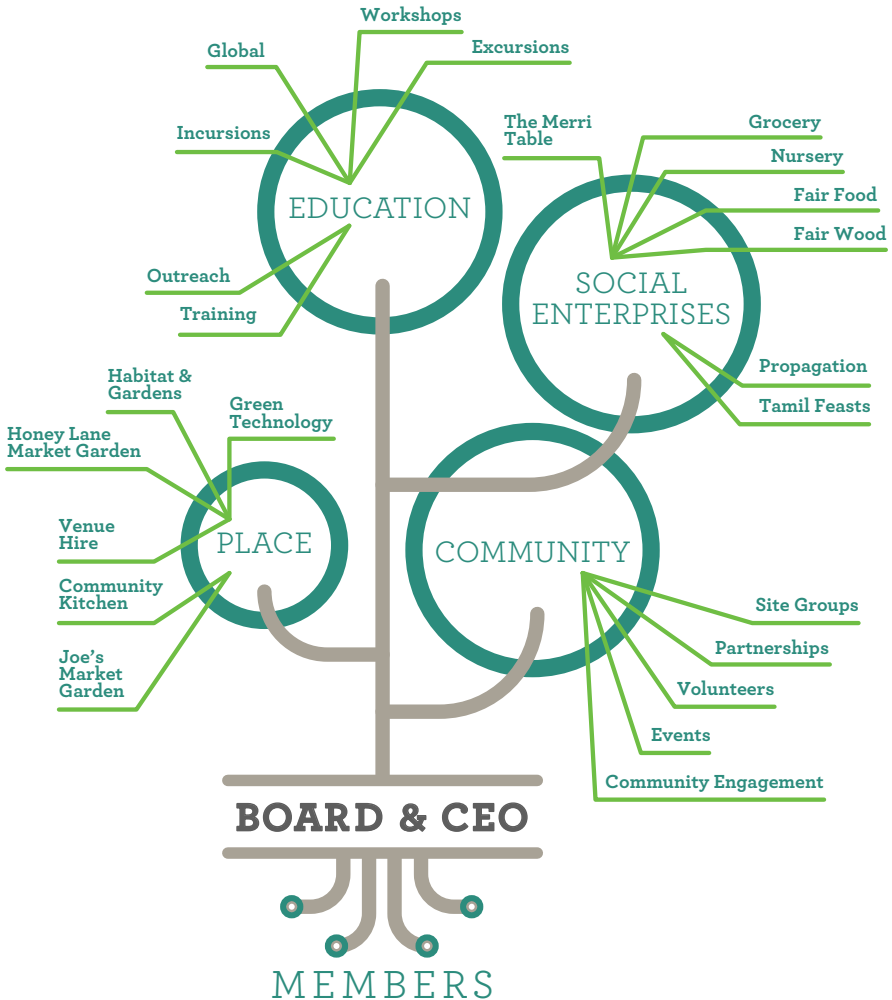 Workshops
Global
Excursions
Incursions
EDUCATION
Outreach
Training
The Merri
Table
Grocery
Nursery
Fair Food
Fair Wood
SOCIAL
ENTERPRISES
Propagation
Tamil Feasts
Habitat &
Gardens
Green
Technology
Honey Lane
Market Garden
Venue
Hire
PLACE
Community
Kitchen
Joe’s
Market
Garden
COMMUNITY
Site Groups
Partnerships
Volunteers
Events
Community Engagement
BOARD & CEO
MEMBERS